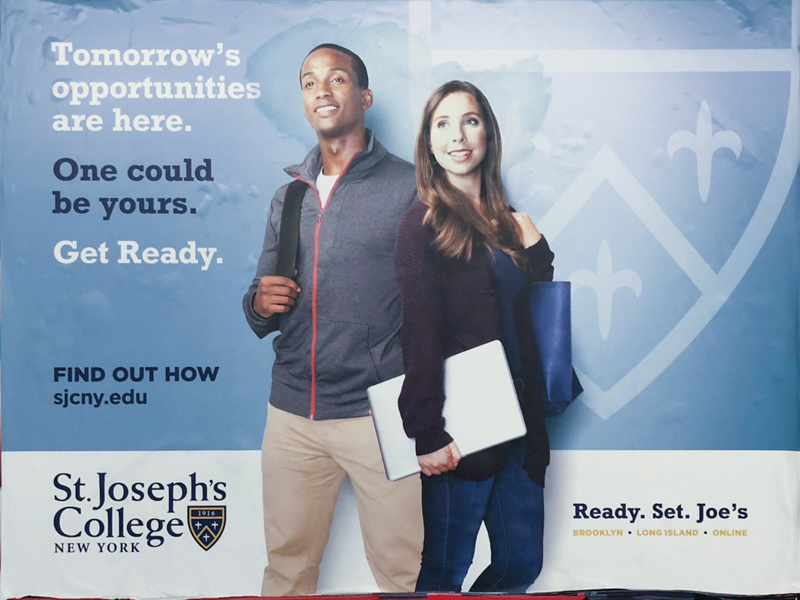 Tomorrow's
opportunities
are here.
One could
be yours.
Get Ready.
FIND OUT HOW
sjcny.edu
St. Joseph's
College
1916
NEW YORK
Ready. Set. Joe's
BROOKLYN • LONG ISLAND • ONLINE